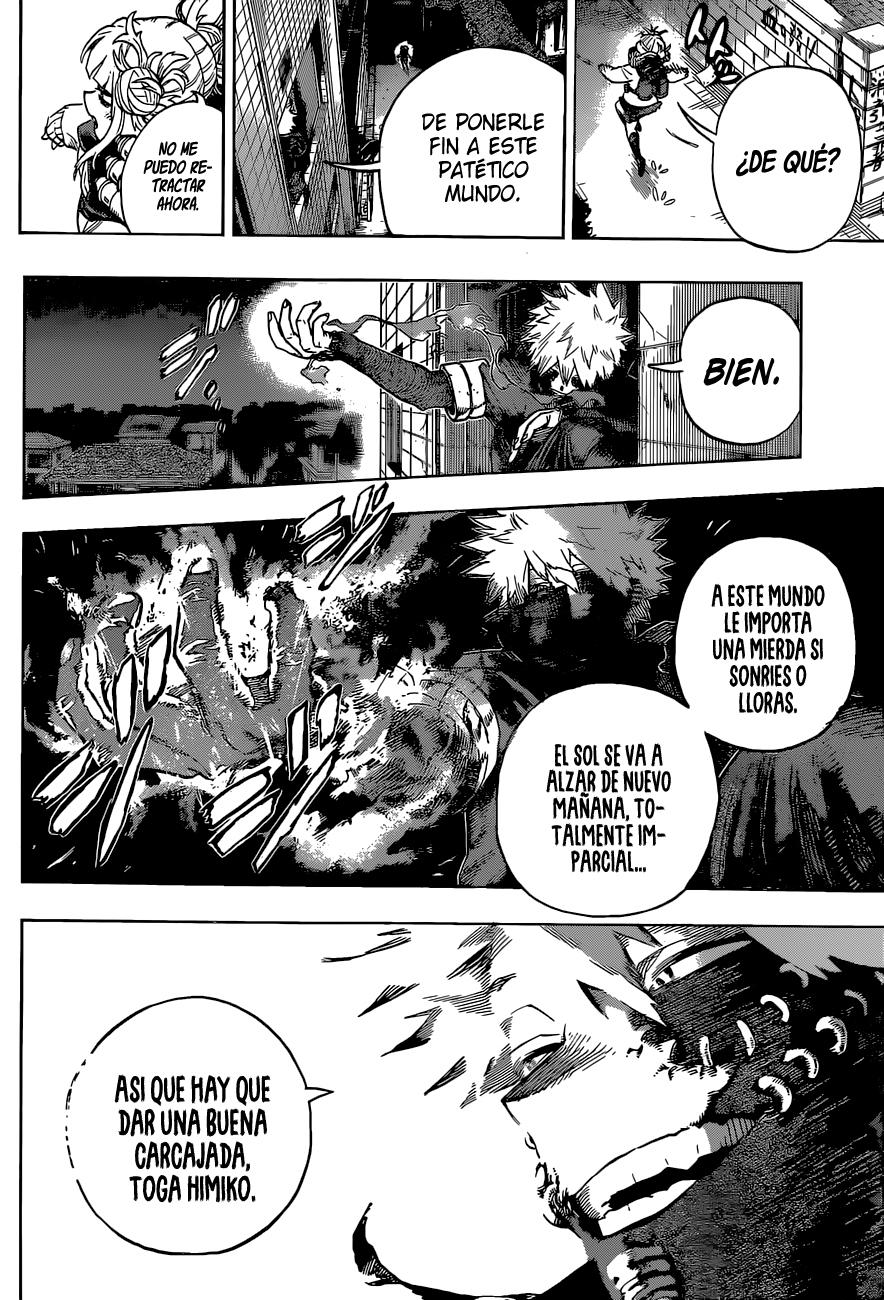 ¿DE QUÉ?
DE PONERLE
FIN A ESTE
PATÉTICO
MUNDO.
NO ME
PUEDO RE-
TRACTAR
AHORA.
BIEN.
A ESTE MUNDO
LE IMPORTA
UNA MIERDA SI
SONRIES O
LLORAS.
EL SOL SE VA A
ALZAR DE NUEVO
MAÑANA, TO-
TALMENTE IM-
PARCIAL...
ASI QUE HAY QUE
DAR UNA BUENA
CARCAJADA,
TOGA HIMIKO.